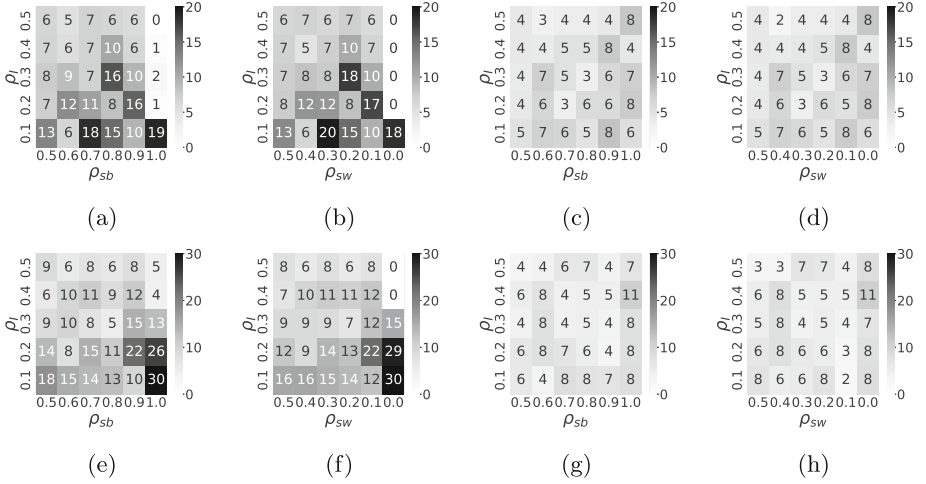 0.5 6 6 7 6 6 0 20
0.4 7 6 7 10 6 1 15
ρl 0.3 8 9 7 16 10 2 10
0.2 7 12 11 8 16 1 5
0.1 13 6 18 15 10 19 0
0.5 0.6 0.7 0.8 0.9 1.0
ρsb
(a)
0.5 6 7 6 7 6 0 20
0.4 7 5 7 10 7 0 15
ρl 0.3 7 8 8 18 10 0 10
0.2 8 12 12 8 17 0 5
0.1 13 6 20 15 10 18 0
0.5 0.4 0.3 0.2 0.1 0.0
ρsw
(b)
0.5 4 3 4 4 4 8 20
0.4 4 4 5 5 8 4 15
ρl 0.3 4 7 5 3 6 7 10
0.2 4 6 3 6 6 8 5
0.1 5 7 6 5 8 6 0
0.5 0.6 0.7 0.8 0.9 1.0
ρsb
(c)
0.5 4 2 4 4 0 8 20
0.4 4 4 4 5 8 4 15
ρl 0.3 4 7 5 3 6 7 10
0.2 4 6 3 6 5 8 5
0.1 5 7 6 5 8 6 0
0.5 0.4 0.3 0.2 0.1 0.0
ρsw
(d)
0.5 9 6 8 6 8 5 30
0.4 6 10 11 9 12 4 20
ρl 0.3 9 10 8 5 15 13
0.2 14 8 15 11 22 26 10
0.1 18 15 14 13 10 30 0
0.5 0.6 0.7 0.8 0.9 1.0
ρsb
(e)
0.5 8 6 8 6 8 0 30
0.4 7 10 11 11 12 0 20
ρl 0.3 9 9 9 7 12 15
0.2 12 9 14 13 22 29 10
0.1 16 16 15 14 12 30 0
0.5 0.4 0.3 0.2 0.1 0.0
ρsw
(f)
0.5 4 4 6 7 4 7 30
0.4 6 8 4 5 5 11 20
ρl 0.3 4 8 4 5 4 8
0.2 6 8 7 6 4 8 10
0.1 6 4 8 8 7 8 0
0.5 0.6 0.7 0.8 0.9 1.0
ρsb
(g)
0.5 3 3 7 7 4 8 30
0.4 6 8 5 5 5 11 20
ρl 0.3 5 8 4 5 4 7
0.2 6 8 6 6 3 8 10
0.1 8 6 6 8 2 8 0
0.5 0.4 0.3 0.2 0.1 0.0
ρsw
(h)